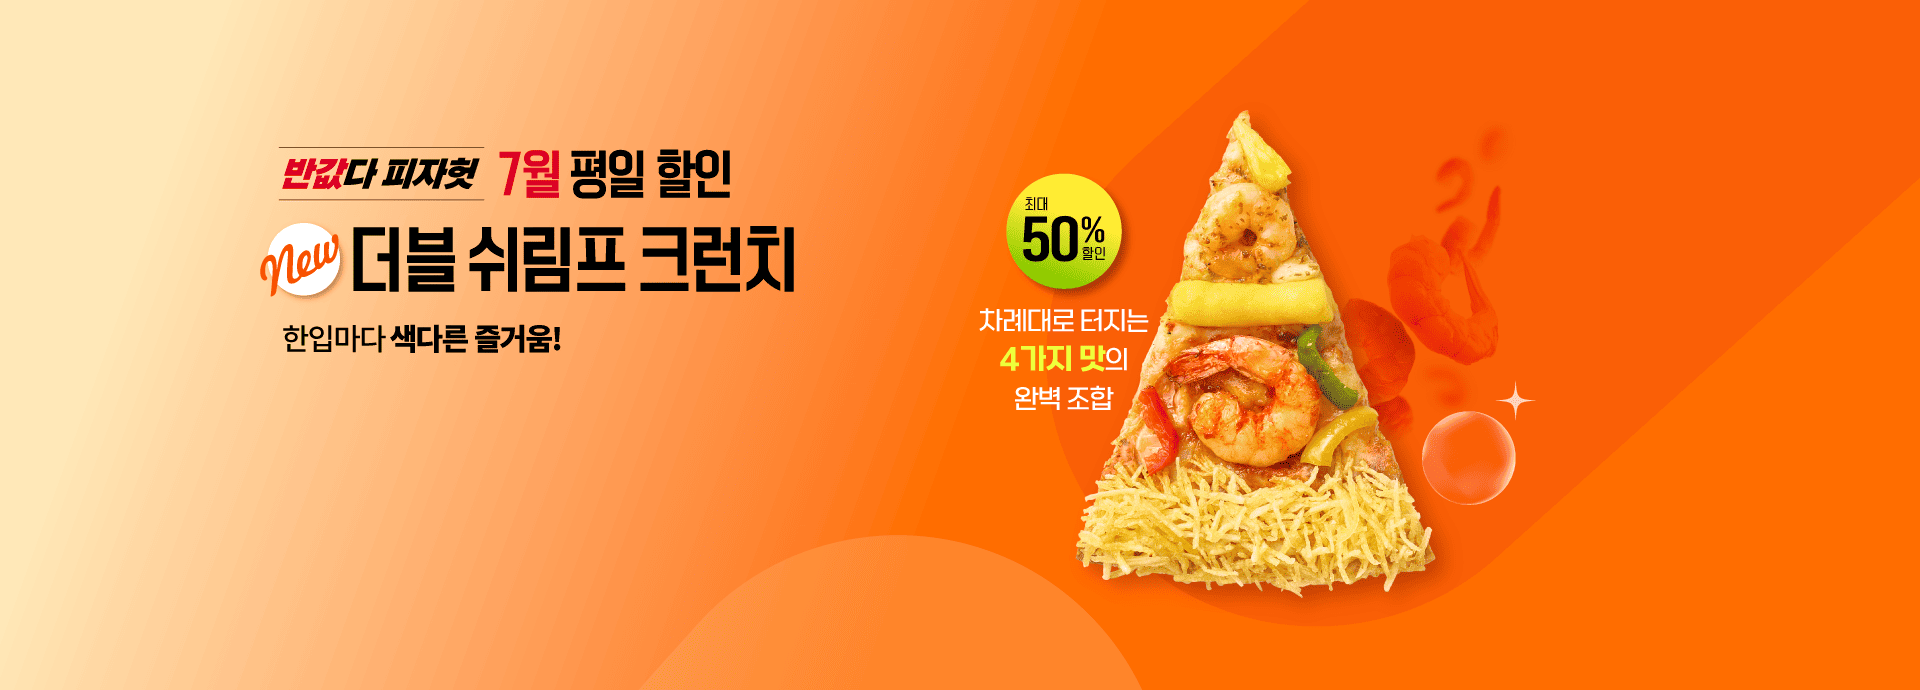 반값다 피자헛 7월 평일 할인
New 더블 쉬림프 크런치
한입마다 색다른 즐거움!
최대
50%
할인
차례대로 터지는
4가지 맛의
완벽 조합